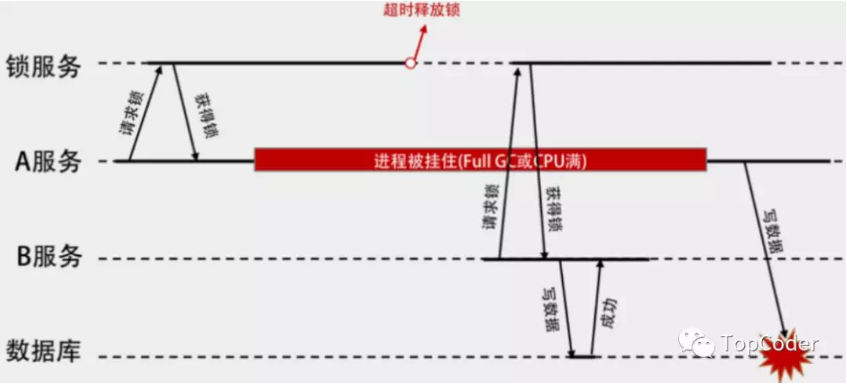 超时释放锁
锁服务
请求锁
获得锁
A服务
进程被挂住(Full GC或CPU满)
请求锁
获得锁
写数据
B服务
写数据
成功
数据库
TopCoder